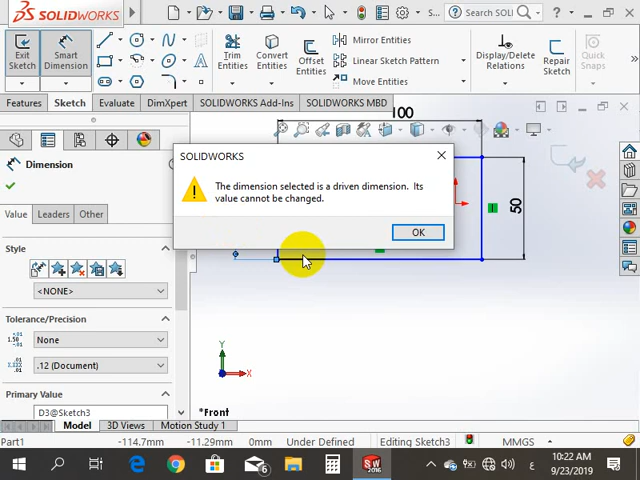 SOLIDWORKS
S...
Search So
Exit Sketch
Smart Dimension
Trim Entities
Convert Entities
Offset Entities
Mirror Entities
Linear Sketch Pattern
Move Entities
Display/Delete Relations
Repair Sketch
Features
Sketch
Evaluate
DimXpert
SOLIDWORKS Add-Ins
SOLIDWORKS MBD
100
Dimension
SOLIDWORKS
The dimension selected is a driven dimension. Its
value cannot be changed.
OK
50
Value
Leaders
Other
Style
<NONE>
Tolerance/Precision
None
.12 (Document)
Primary Value
D3@Sketch3
Y
X
*Front
Model
3D Views
Motion Study 1
Part1
-114.7mm
-11.29mm
0mm
Under Defined
Editing Sketch3
MMGS
10:22 AM
9/23/2019
ع
6
SW
2016